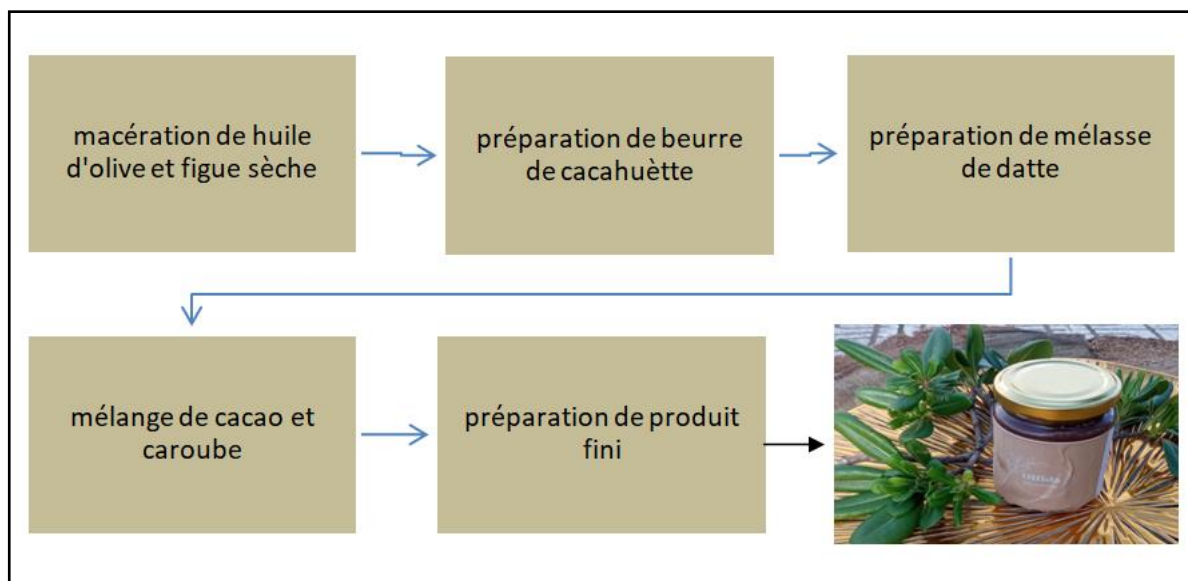 macération de huile
d'olive et figue sèche
préparation de beurre
de cacahuètte
préparation de mélasse
de datte
mélange de cacao et
caroube
préparation de produit
fini